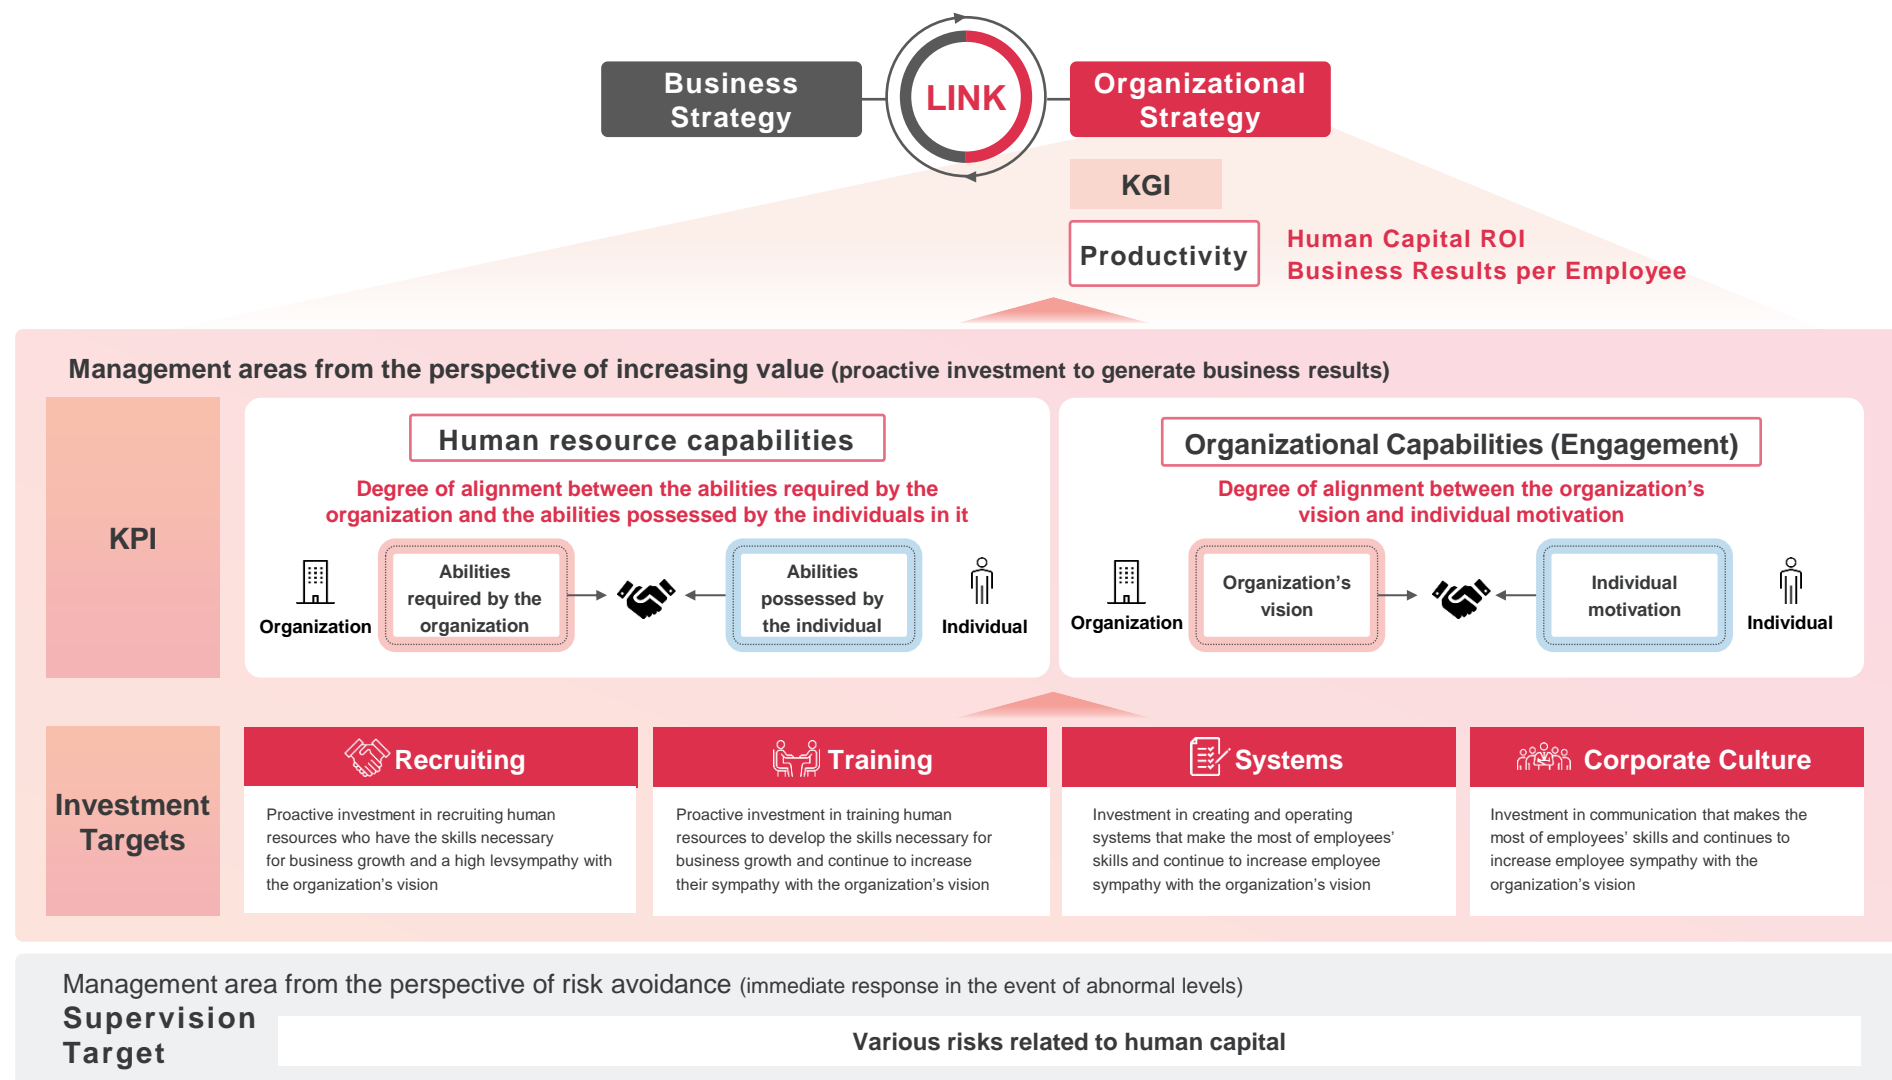 Business
Strategy
LINK
Organizational
Strategy
KGI
Productivity
Human Capital ROI
Business Results per Employee
Management areas from the perspective of increasing value (proactive investment to generate business results)
KPI
Human resource capabilities
Degree of alignment between the abilities required by the
organization and the abilities possessed by the individuals in it
Organization
Abilities
required by the
organization
Abilities
possessed by
the individual
Individual
Organizational Capabilities (Engagement)
Degree of alignment between the organization’s
vision and individual motivation
Organization
Organization’s
vision
Individual
motivation
Individual
Investment
Targets
Recruiting
Proactive investment in recruiting human
resources who have the skills necessary
for business growth and a high levsympathy with
the organization’s vision
Training
Proactive investment in training human
resources to develop the skills necessary for
business growth and continue to increase
their sympathy with the organization’s vision
Systems
Investment in creating and operating
systems that make the most of employees’
skills and continue to increase employee
sympathy with the organization’s vision
Corporate Culture
Investment in communication that makes the
most of employees’ skills and continues to
increase employee sympathy with the
organization’s vision
Management area from the perspective of risk avoidance (immediate response in the event of abnormal levels)
Supervision
Target
Various risks related to human capital